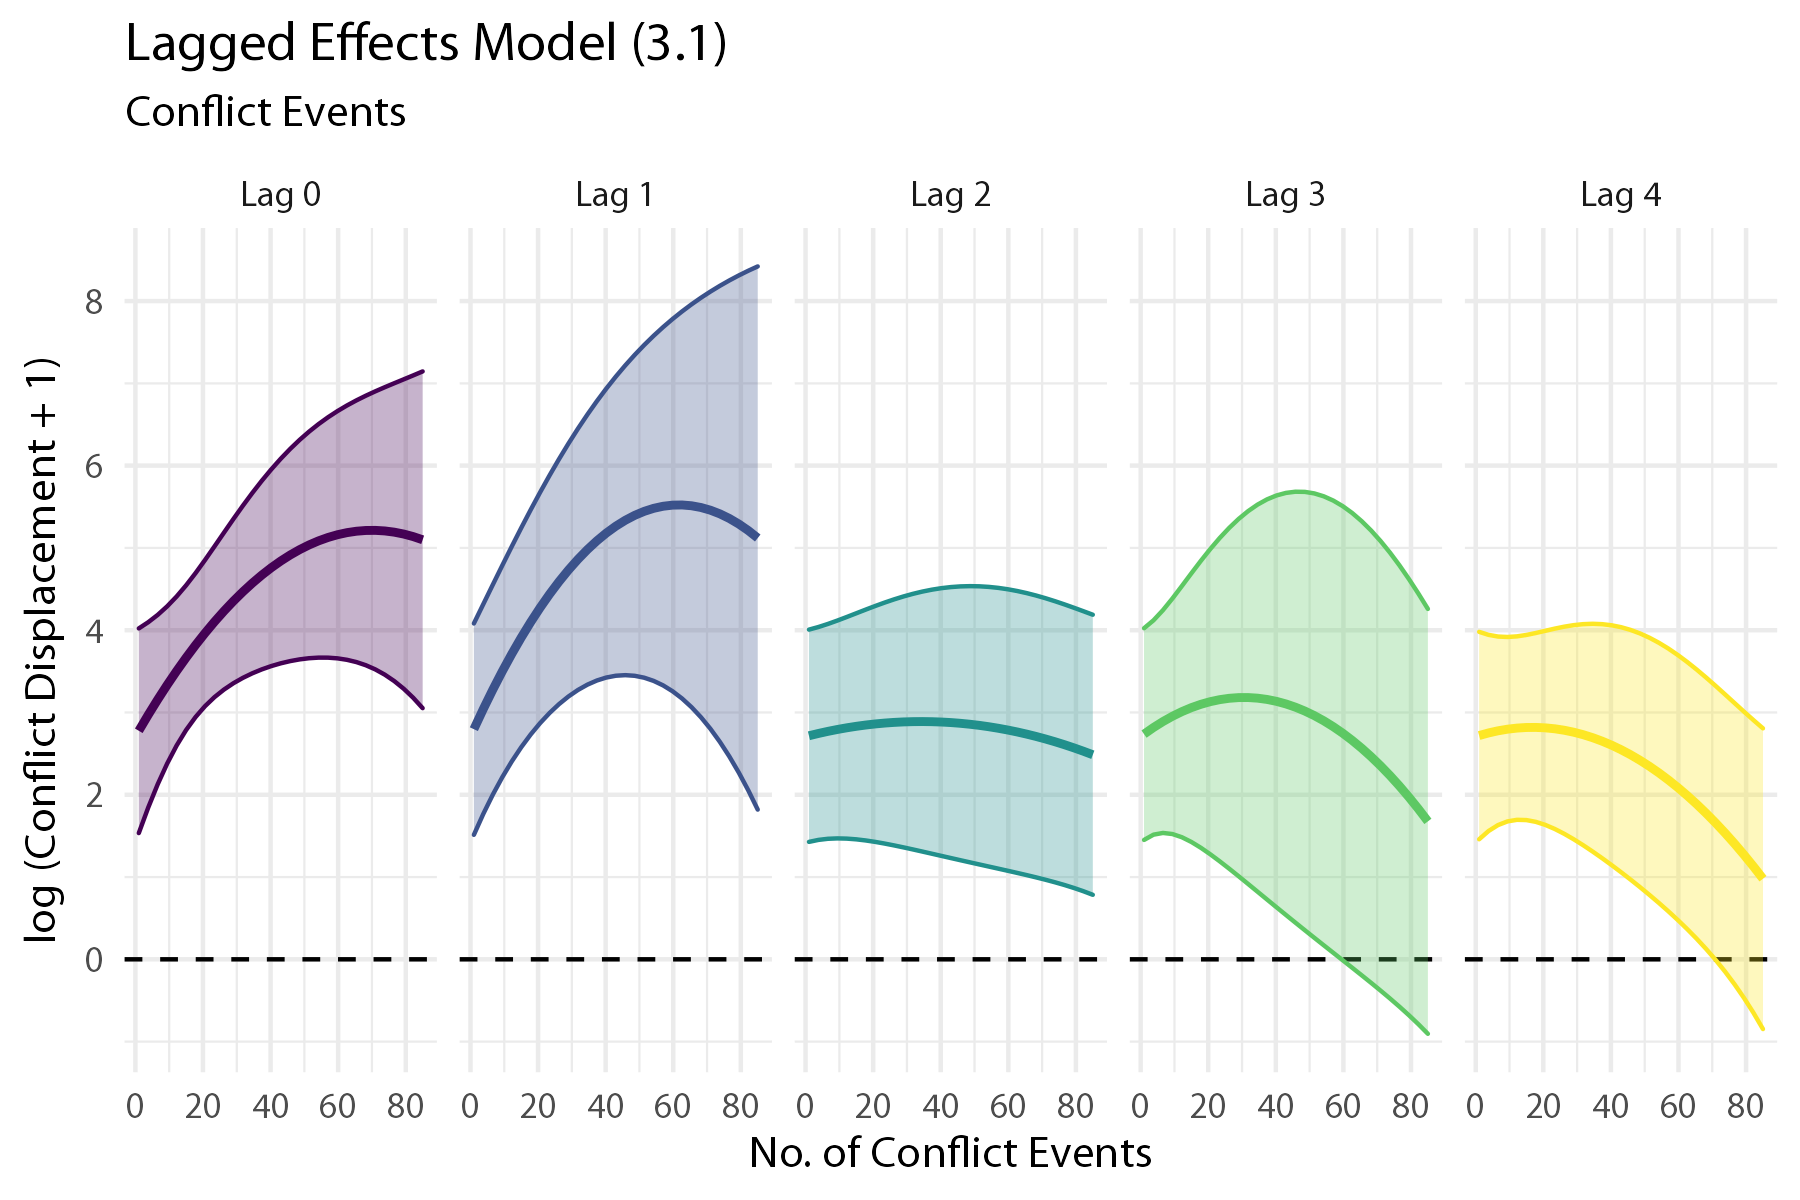 Lagged Effects Model (3.1)
Conflict Events
Lag 0 Lag 1 Lag 2 Lag 3 Lag 4
log (Conflict Displacement + 1)
8
6
4
2
0
0 20 40 60 80 0 20 40 60 80 0 20 40 60 80 0 20 40 60 80 0 20 40 60 80
No. of Conflict Events